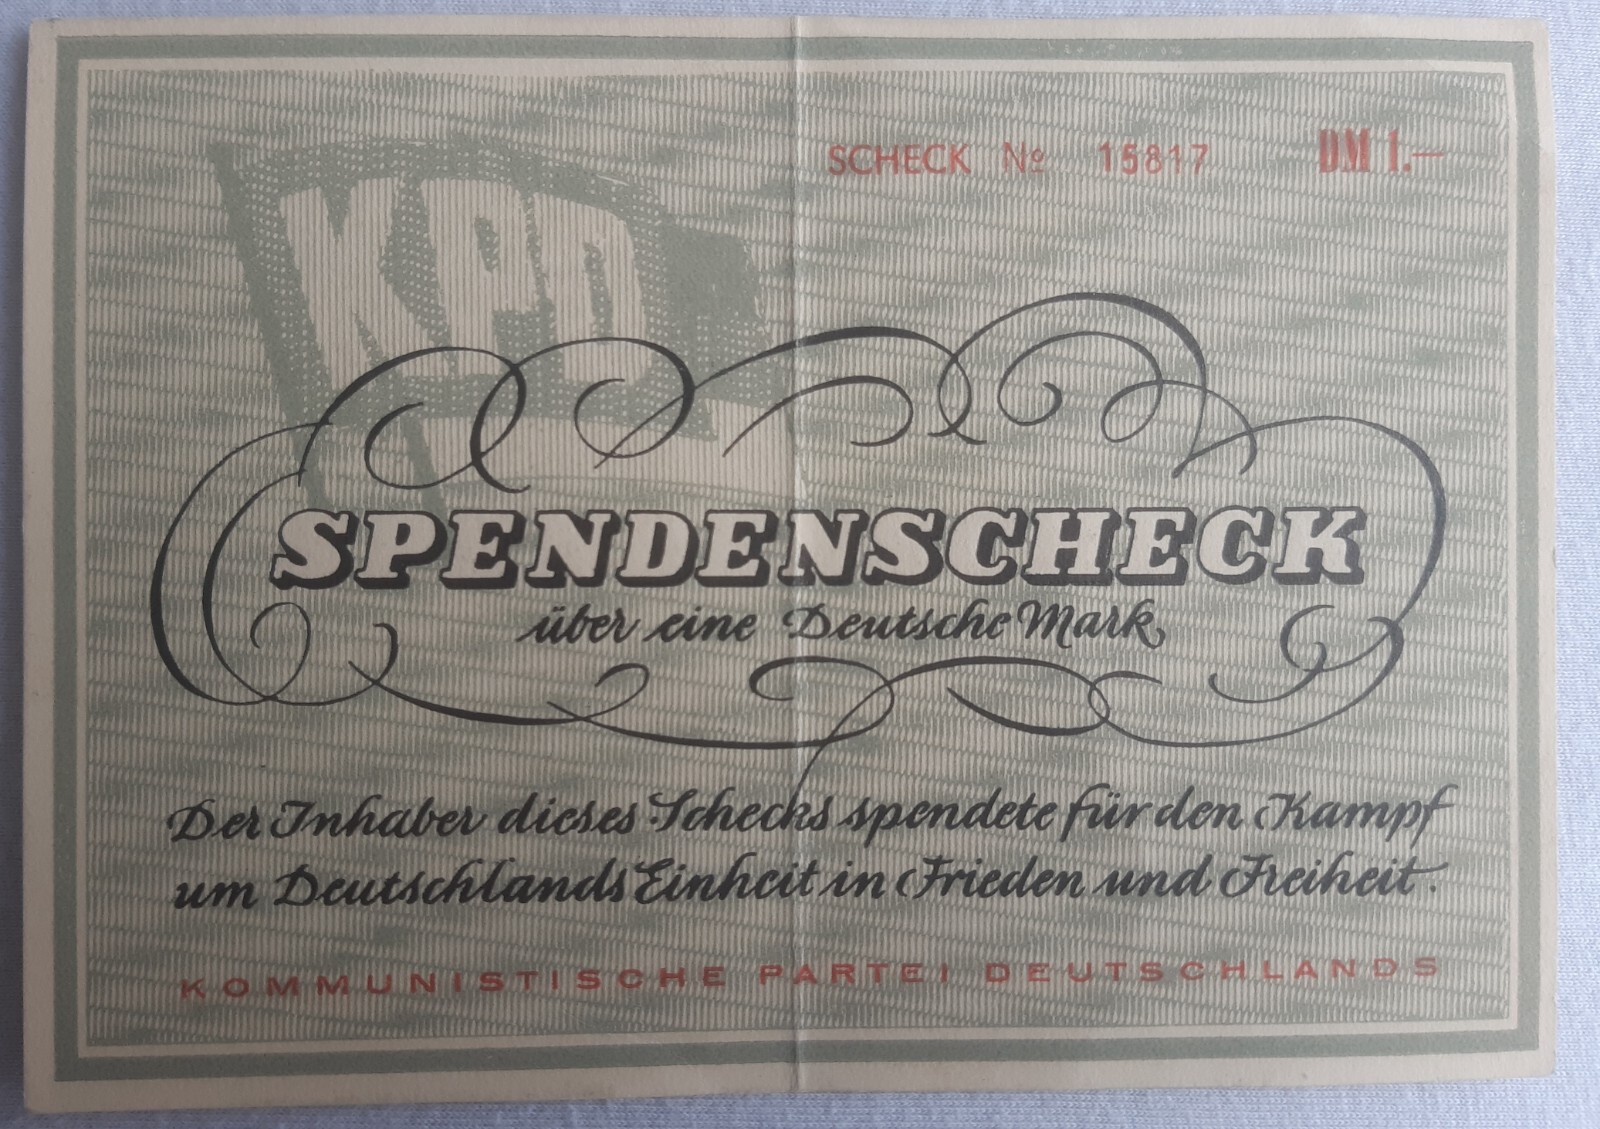 SCHECK Nº 15817 DM 1.—
KPD
SPENDENSCHECK
über eine Deutsche Mark
Der Inhaber dieses Schecks spendete für den Kampf
um Deutschlands Einheit in Frieden und Freiheit.
KOMMUNISTISCHE PARTEI DEUTSCHLANDS